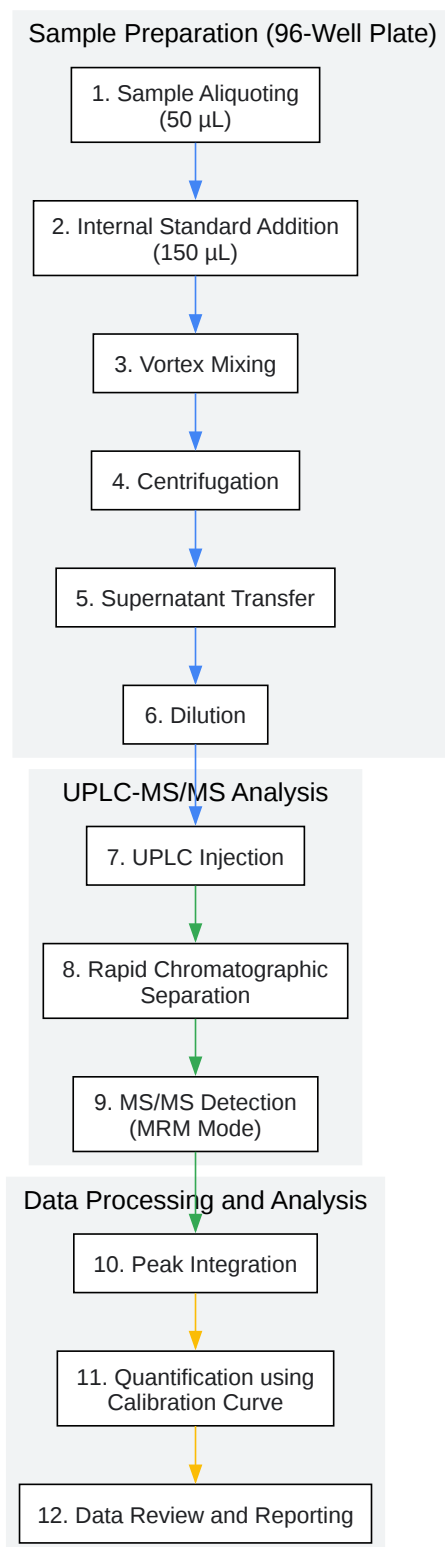 Sample Preparation (96-Well Plate)
1. Sample Aliquoting
(50 µL)
2. Internal Standard Addition
(150 µL)
3. Vortex Mixing
4. Centrifugation
5. Supernatant Transfer
6. Dilution
UPLC-MS/MS Analysis
7. UPLC Injection
8. Rapid Chromatographic
Separation
9. MS/MS Detection
(MRM Mode)
Data Processing and Analysis
10. Peak Integration
11. Quantification using
Calibration Curve
12. Data Review and Reporting